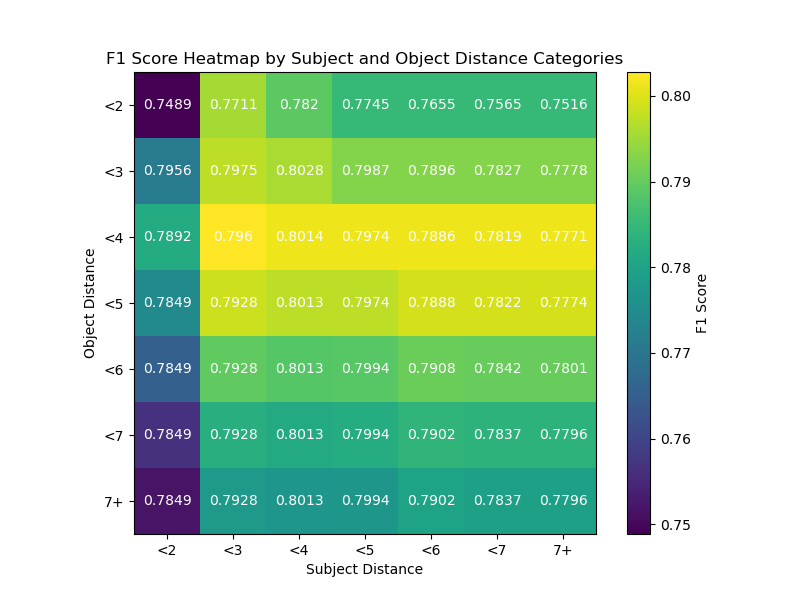 F1 Score Heatmap by Subject and Object Distance Categories
<2 0.7489 0.7711 0.782 0.7745 0.7655 0.7565 0.7516
<3 0.7956 0.7975 0.8028 0.7987 0.7896 0.7827 0.7778
<4 0.7892 0.796 0.8014 0.7974 0.7886 0.7819 0.7771
<5 0.7849 0.7928 0.8013 0.7974 0.7888 0.7822 0.7774
<6 0.7849 0.7928 0.8013 0.7994 0.7908 0.7842 0.7801
<7 0.7849 0.7928 0.8013 0.7994 0.7902 0.7837 0.7796
7+ 0.7849 0.7928 0.8013 0.7994 0.7902 0.7837 0.7796
<2 <3 <4 <5 <6 <7 7+
Subject Distance
Object Distance
0.80
0.79
0.78
0.77
0.76
0.75
F1 Score